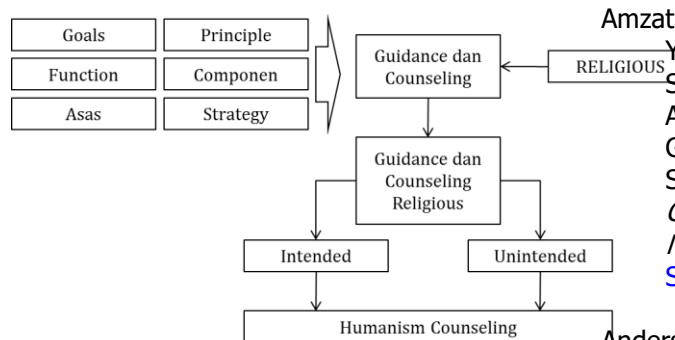 Goals
Principle
Function
Componen
Asas
Strategy
Guidance dan
Counseling
RELIGIOUS
Guidance dan
Counseling
Religious
Intended
Unintended
Humanism Counseling
Amzat
Y
S
A
G
S
S